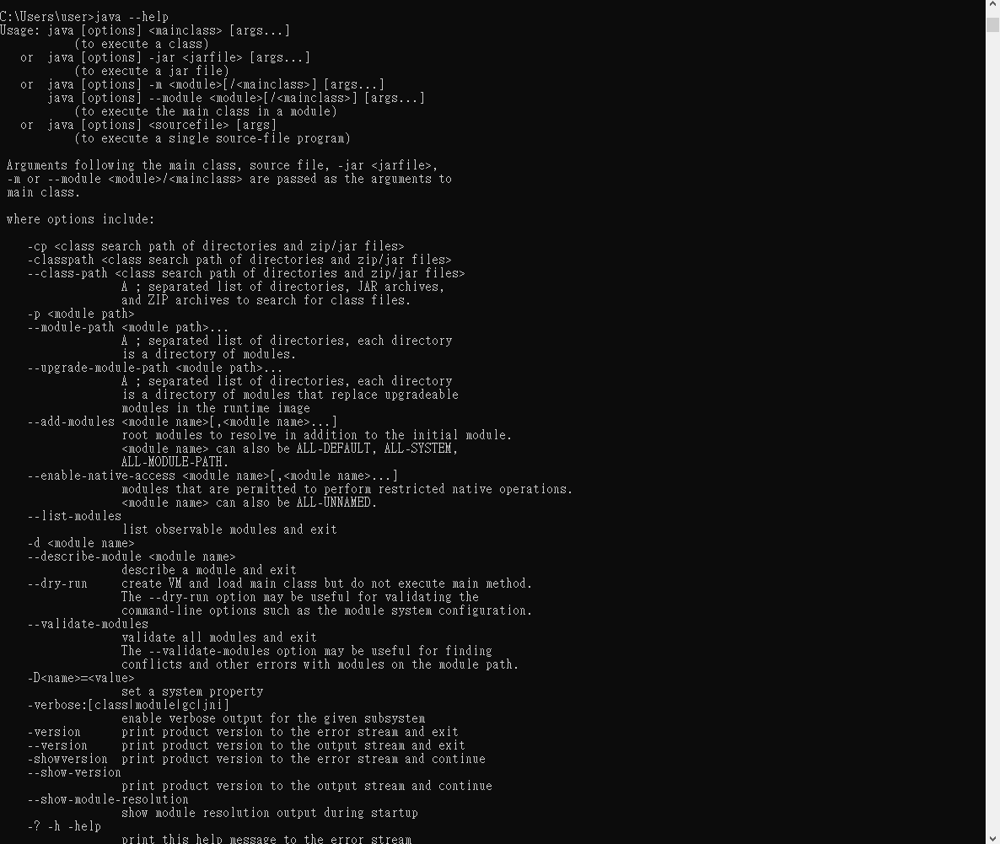 C:\Users\user>java --help
Usage: java [options] <mainclass> [args...]
           (to execute a class)
   or  java [options] -jar <jarfile> [args...]
           (to execute a jar file)
   or  java [options] -m <module>[/<mainclass>] [args...]
       java [options] --module <module>[/<mainclass>] [args...]
           (to execute the main class in a module)
   or  java [options] <sourcefile> [args]
           (to execute a single source-file program)

 Arguments following the main class, source file, -jar <jarfile>,
 -m or --module <module>/<mainclass> are passed as the arguments to
 main class.

 where options include:

    -cp <class search path of directories and zip/jar files>
    -classpath <class search path of directories and zip/jar files>
    --class-path <class search path of directories and zip/jar files>
                  A ; separated list of directories, JAR archives,
                  and ZIP archives to search for class files.
    -p <module path>
    --module-path <module path>...
                  A ; separated list of directories, each directory
                  is a directory of modules.
    --upgrade-module-path <module path>...
                  A ; separated list of directories, each directory
                  is a directory of modules that replace upgradeable
                  modules in the runtime image
    --add-modules <module name>[,<module name>...]
                  root modules to resolve in addition to the initial module.
                  <module name> can also be ALL-DEFAULT, ALL-SYSTEM,
                  ALL-MODULE-PATH.
    --enable-native-access <module name>[,<module name>...]
                  modules that are permitted to perform restricted native operations.
                  <module name> can also be ALL-UNNAMED.
    --list-modules
                  list observable modules and exit
    -d <module name>
    --describe-module <module name>
                  describe a module and exit
    --dry-run     create VM and load main class but do not execute main method.
                  The --dry-run option may be useful for validating the
                  command-line options such as the module system configuration.
    --validate-modules
                  validate all modules and exit
                  The --validate-modules option may be useful for finding
                  conflicts and other errors with modules on the module path.
    -D<name>=<value>
                  set a system property
    -verbose:[class|module|gc|jni]
                  enable verbose output for the given subsystem
    -version      print product version to the error stream and exit
    --version     print product version to the output stream and exit
    -showversion  print product version to the error stream and continue
    --show-version
                  print product version to the output stream and continue
    --show-module-resolution
                  show module resolution output during startup
    -? -h -help
                  print this help message to the error stream